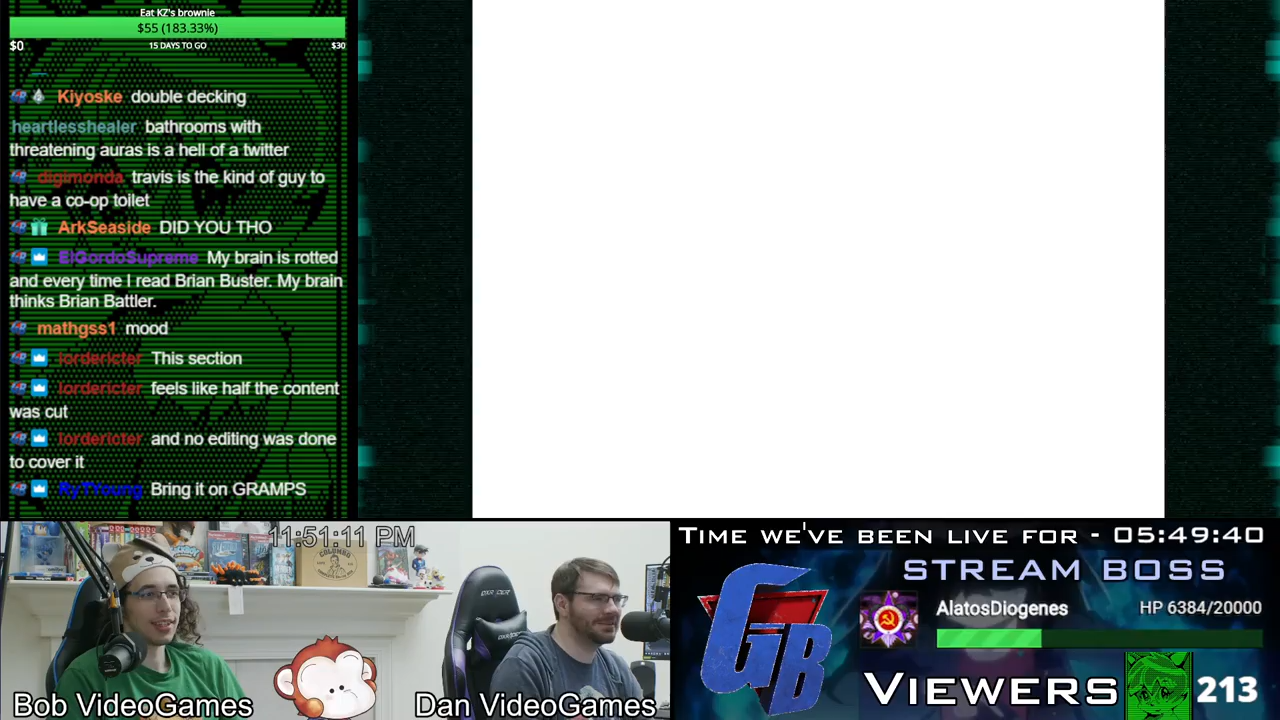 Eat KZ's brownie
$55 (183.33%)
$0 15 DAYS TO GO $30
Kiyoske double decking
heartlesshealer bathrooms with
threatening auras is a hell of a twitter
digimonda travis is the kind of guy to
have a co-op toilet
ArkSeaside DID YOU THO
ElGordoSupreme My brain is rotted
and every time I read Brian Buster. My brain
thinks Brian Battler.
mathgss1 mood
lordericter This section
lordericter feels like half the content
was cut
lordericter and no editing was done
to cover it
RyTYoung Bring it on GRAMPS
11:51:11 PM
COLUMBO
Bob VideoGames
Dan VideoGames
TIME WE'VE BEEN LIVE FOR - 05:49:40
STREAM BOSS
AlatosDiogenes HP 6384/20000
GB
VIEWERS 213